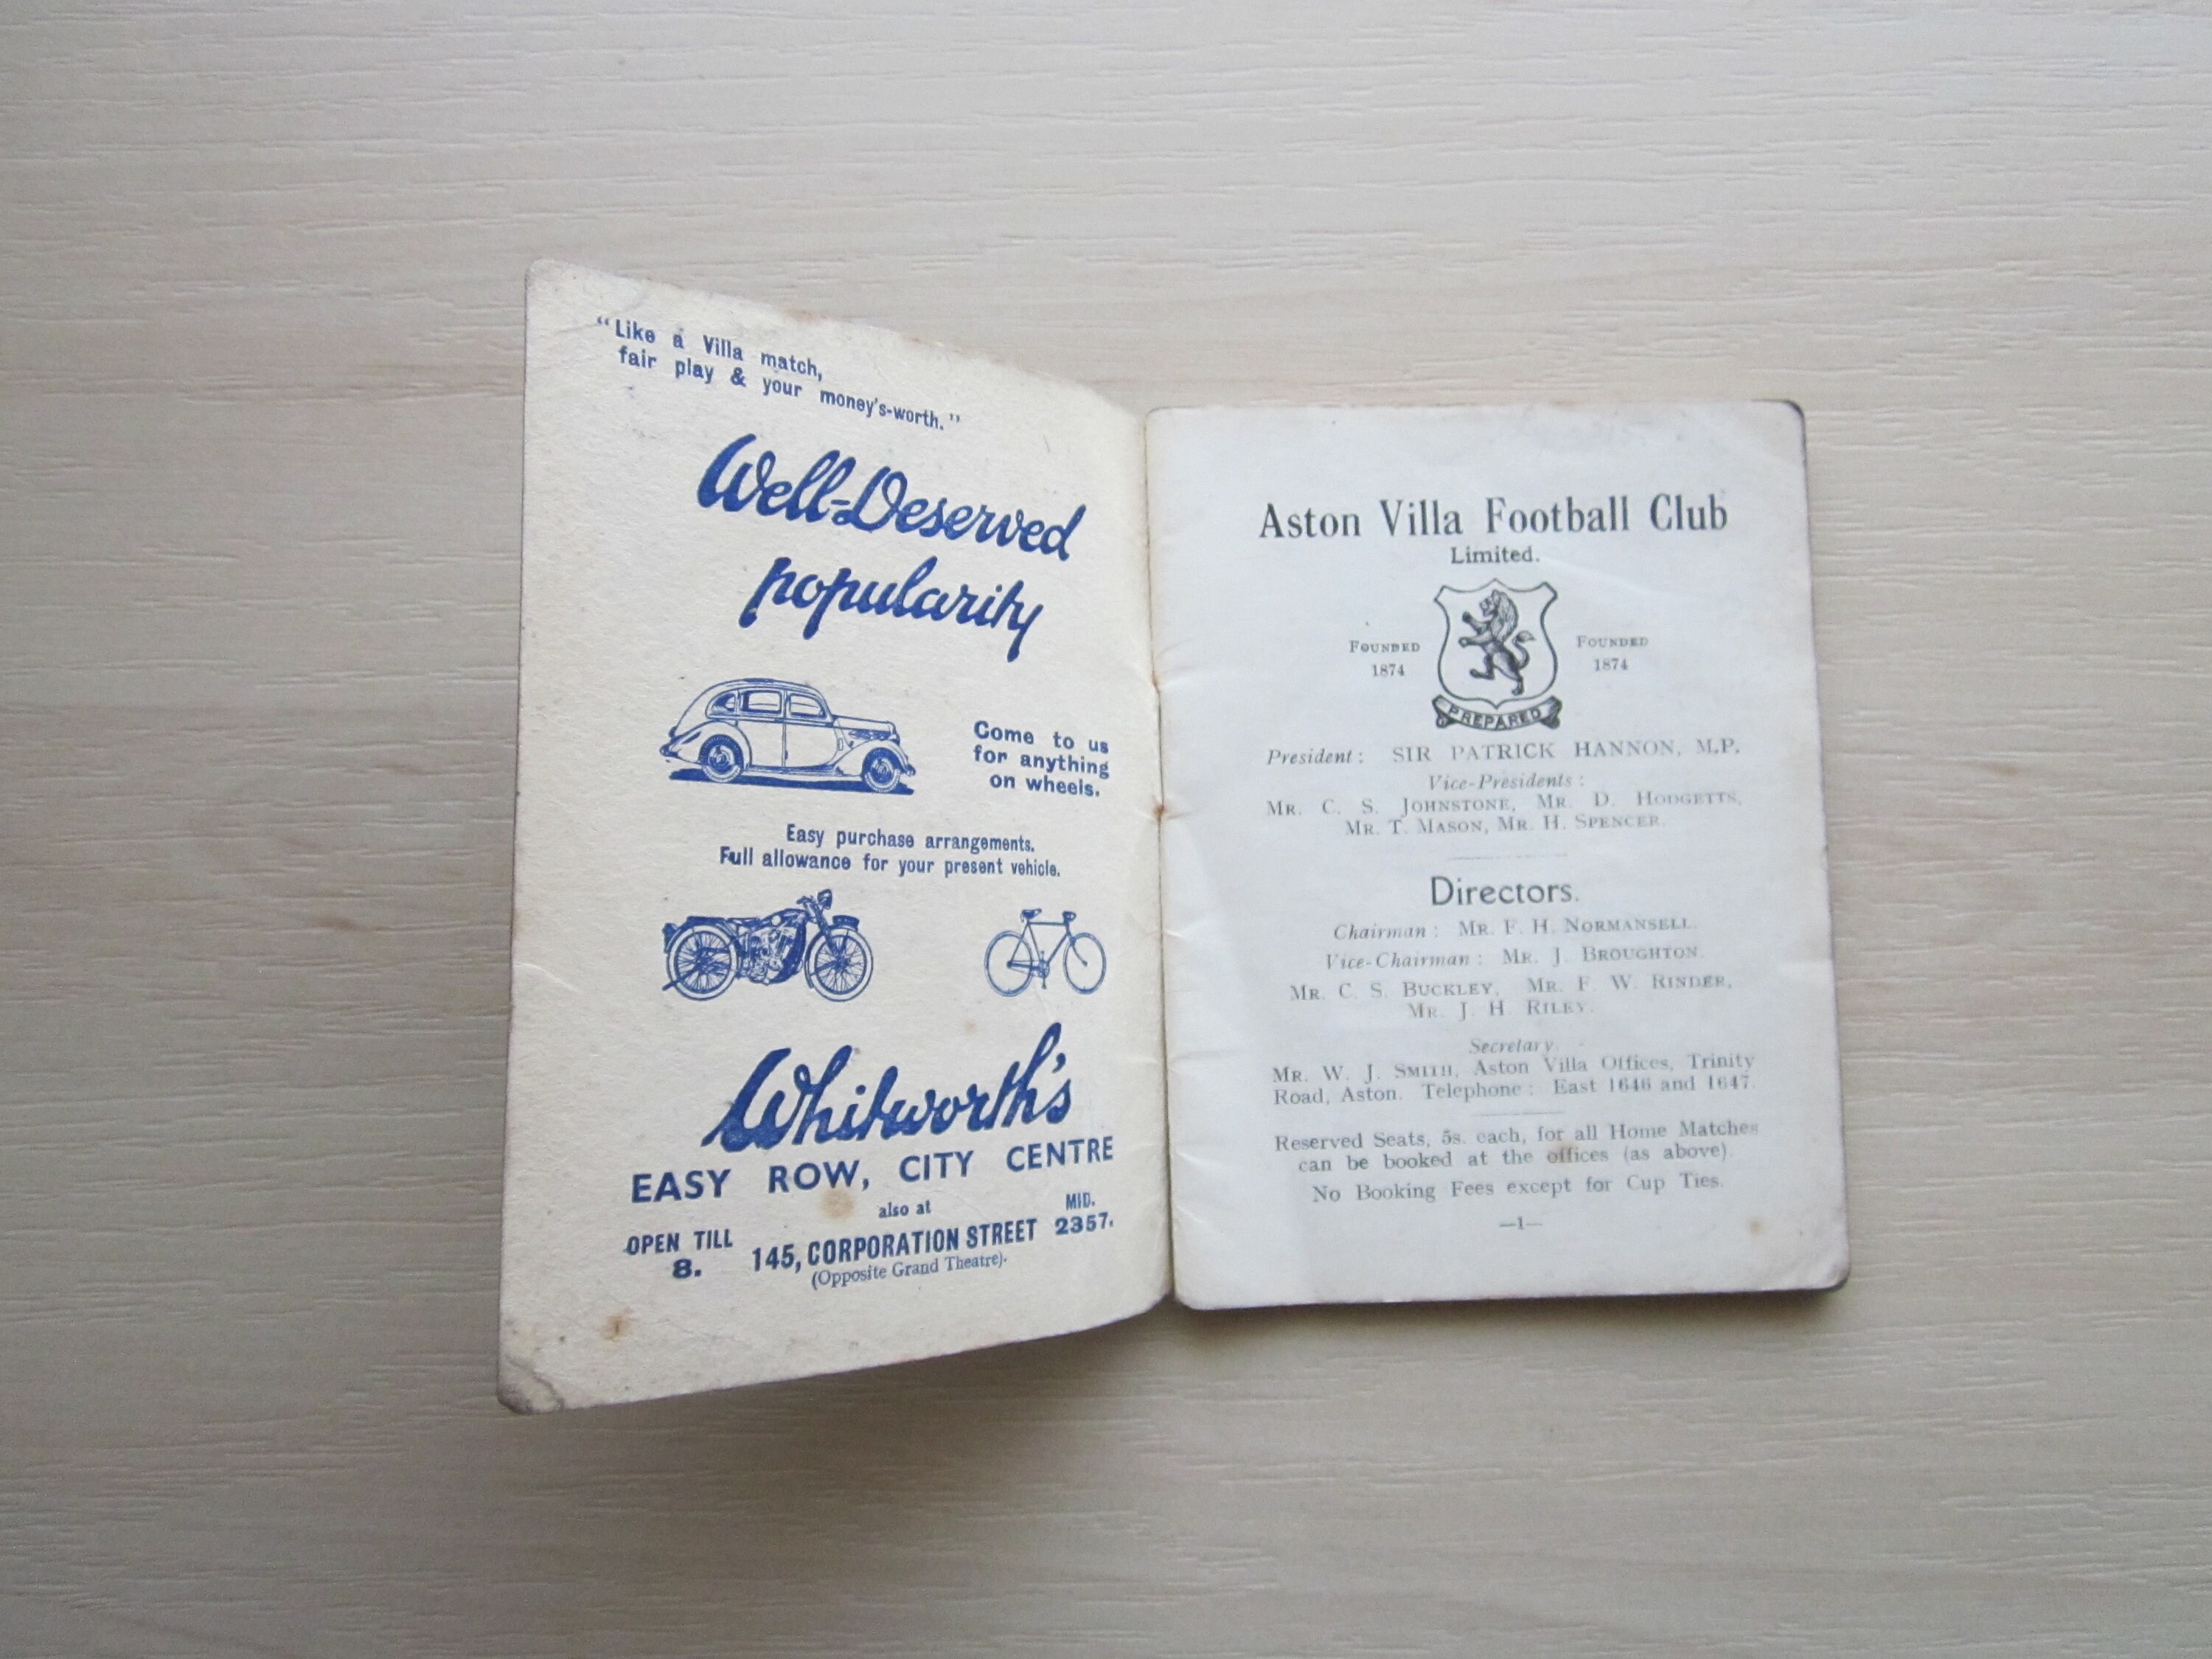 "Like a Villa match,
fair play & your money's-worth."
Well-Deserved
popularity
Come to us
for anything
on wheels.
Easy purchase arrangements.
Full allowance for your present vehicle.
Whitworth's
EASY ROW, CITY CENTRE
also at
OPEN TILL
8.
145, CORPORATION STREET
(Opposite Grand Theatre).
MID.
2357.
Aston Villa Football Club
Limited.
FOUNDED
1874
FOUNDED
1874
PREPARED
President: SIR PATRICK HANNON, M.P.
Vice-Presidents:
MR. C. S. JOHNSTONE, MR. D. HODGETTS,
MR. T. MASON, MR. H. SPENCER.
Directors.
Chairman: MR. F. H. NORMANSELL.
Vice-Chairman: MR. J. BROUGHTON.
MR. C. S. BUCKLEY, MR. F. W. RINDER,
MR. J. H. RILEY.
Secretary.
MR. W. J. SMITH, Aston Villa Offices, Trinity
Road, Aston. Telephone: East 1646 and 1647.
Reserved Seats, 5s. each, for all Home Matches
can be booked at the offices (as above).
No Booking Fees except for Cup Ties.
—1—